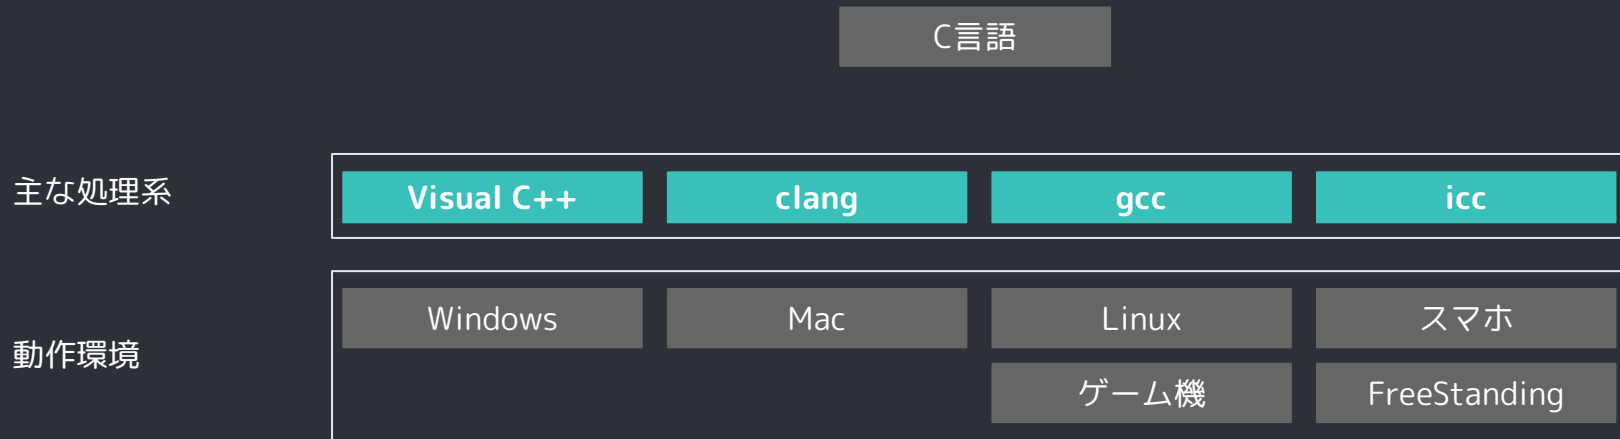 C言語
主な処理系
Visual C++
clang
gcc
icc
動作環境
Windows
Mac
Linux
スマホ
ゲーム機
FreeStanding